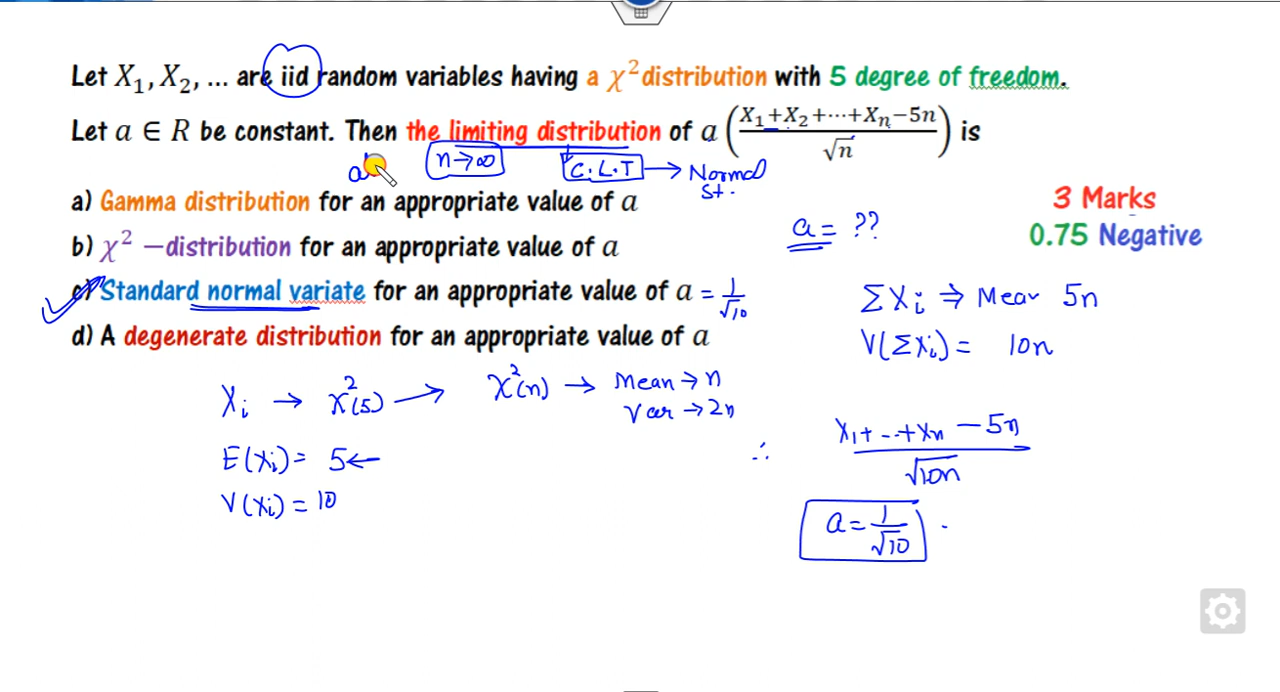 Let X₁, X₂, … are iid random variables having a χ² distribution with 5 degree of freedom.
Let a ∈ R be constant. Then the limiting distribution of a ((X₁+X₂+⋯+Xₙ−5n)/√n) is
n→∞
C.L.T → Normal
St.
a) Gamma distribution for an appropriate value of a
3 Marks
a = ??
b) χ² −distribution for an appropriate value of a
0.75 Negative
c) Standard normal variate for an appropriate value of a = 1/√10
ΣXᵢ ⇒ Mean 5n
d) A degenerate distribution for an appropriate value of a
V(ΣXᵢ) = 10n
Xᵢ → χ²(5) → χ²(n) → Mean → n
Var → 2n
E(Xᵢ) = 5 ←
∴ (X₁+--+Xₙ − 5n)/√10n
V(Xᵢ) = 10
a = 1/√10